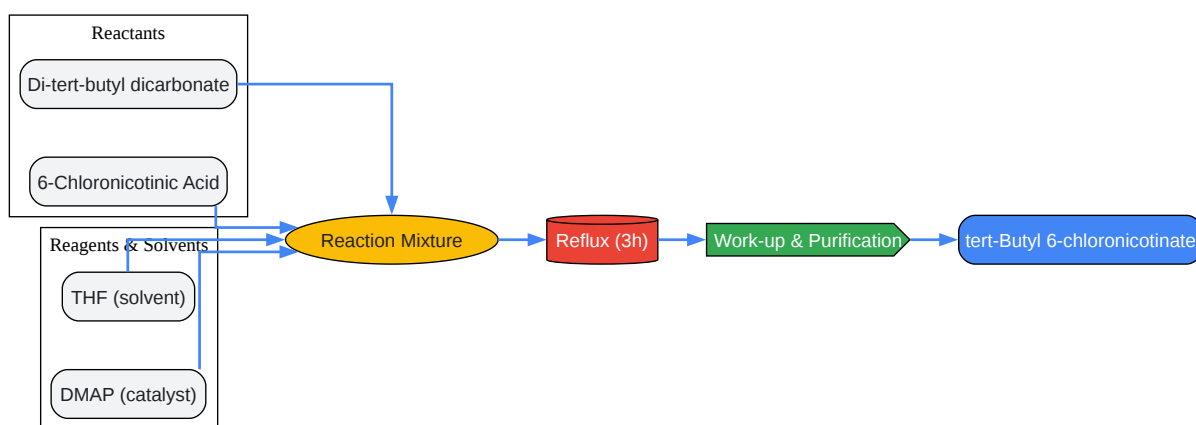 Reactants
Di-tert-butyl dicarbonate
6-Chloronicotinic Acid
Reagents & Solvents
THF (solvent)
DMAP (catalyst)
Reaction Mixture
Reflux (3h)
Work-up & Purification
tert-Butyl 6-chloronicotinate